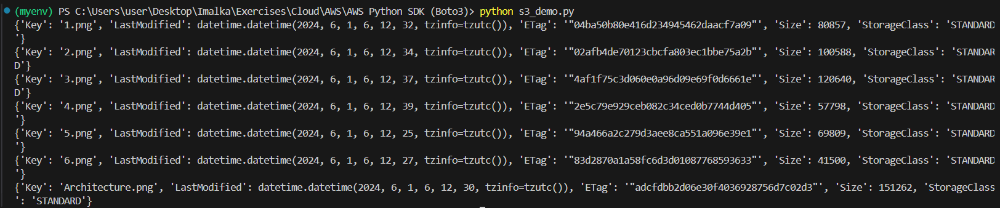 (myenv) PS C:\Users\user\Desktop\Imalka\Exercises\Cloud\AWS\AWS Python SDK (Boto3)> python s3_demo.py
{'Key': '1.png', 'LastModified': datetime.datetime(2024, 6, 1, 6, 12, 32, tzinfo=tzutc()), 'ETag': '"04ba50b80e416d234945462daacf7a09"', 'Size': 80857, 'StorageClass': 'STANDARD
'}
{'Key': '2.png', 'LastModified': datetime.datetime(2024, 6, 1, 6, 12, 34, tzinfo=tzutc()), 'ETag': '"02afb4de70123cbcfa803ec1bbe75a2b"', 'Size': 100588, 'StorageClass': 'STANDAR
D'}
{'Key': '3.png', 'LastModified': datetime.datetime(2024, 6, 1, 6, 12, 37, tzinfo=tzutc()), 'ETag': '"4af1f75c3d060e0a96d09e69f0d6661e"', 'Size': 120640, 'StorageClass': 'STANDAR
D'}
{'Key': '4.png', 'LastModified': datetime.datetime(2024, 6, 1, 6, 12, 39, tzinfo=tzutc()), 'ETag': '"2e5c79e929ceb082c34ced0b7744d405"', 'Size': 57798, 'StorageClass': 'STANDARD
'}
{'Key': '5.png', 'LastModified': datetime.datetime(2024, 6, 1, 6, 12, 25, tzinfo=tzutc()), 'ETag': '"94a466a2c279d3aee8ca551a096e39e1"', 'Size': 69809, 'StorageClass': 'STANDARD
'}
{'Key': '6.png', 'LastModified': datetime.datetime(2024, 6, 1, 6, 12, 27, tzinfo=tzutc()), 'ETag': '"83d2870a1a58fc6d3d01087768593633"', 'Size': 41500, 'StorageClass': 'STANDARD
'}
{'Key': 'Architecture.png', 'LastModified': datetime.datetime(2024, 6, 1, 6, 12, 30, tzinfo=tzutc()), 'ETag': '"adcfdbb2d06e30f4036928756d7c02d3"', 'Size': 151262, 'StorageClass
': 'STANDARD'}